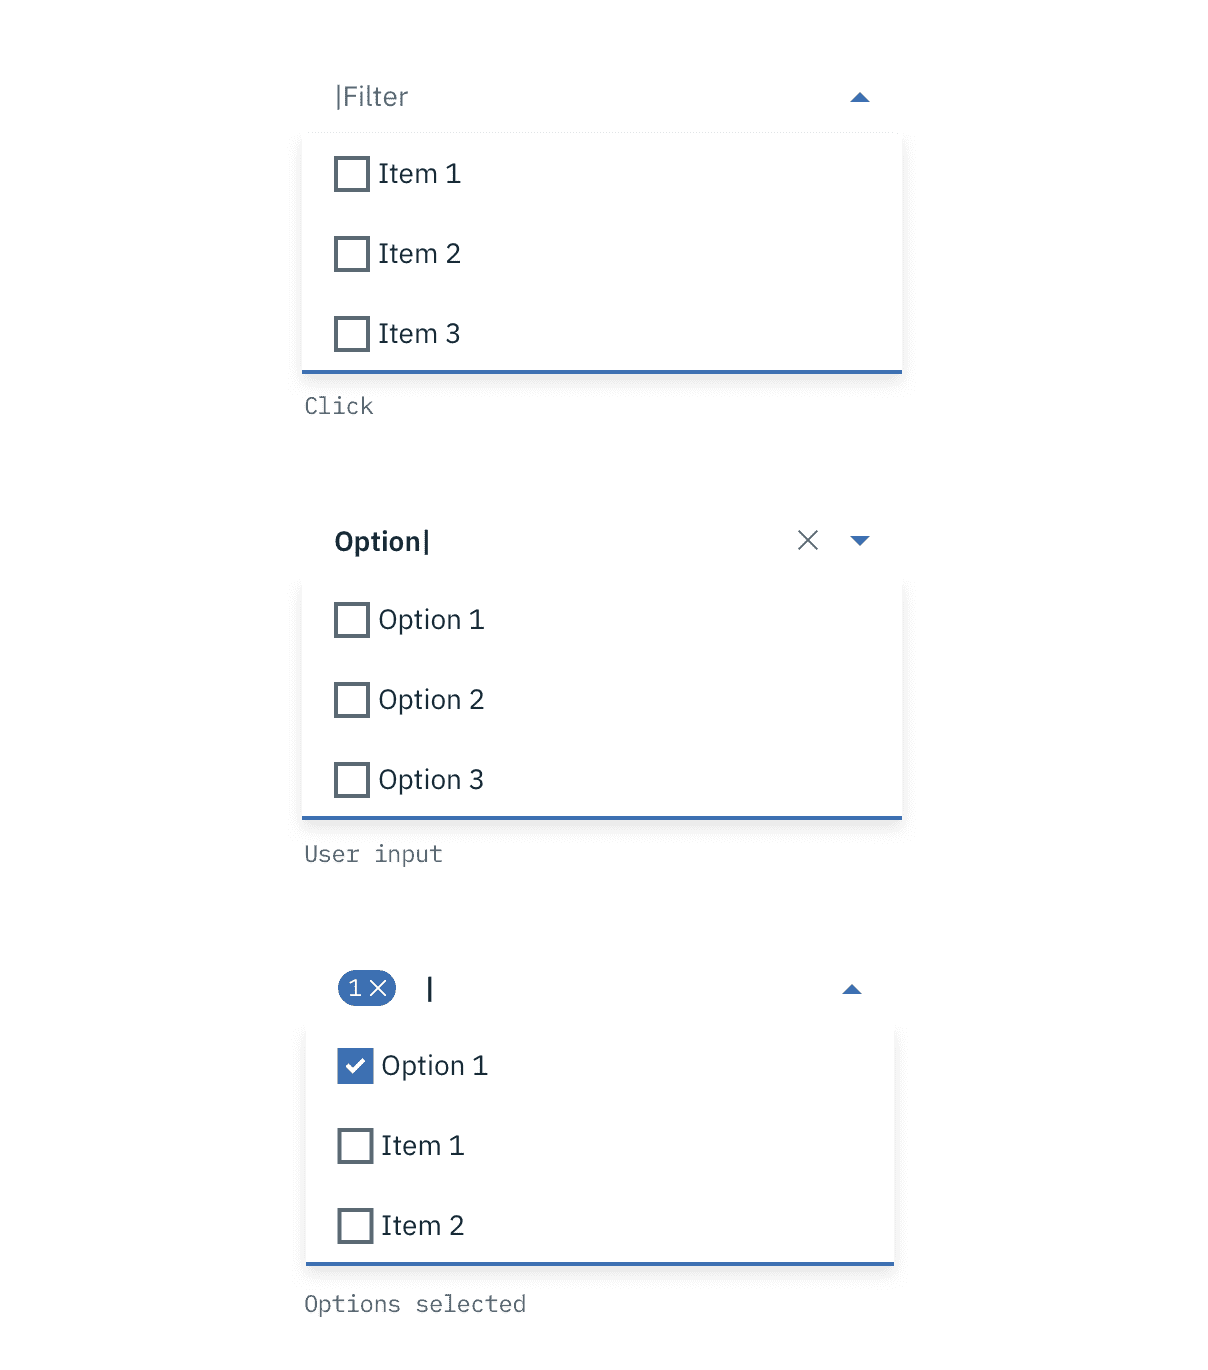 Filter
Item 1
Item 2
Item 3
Click
Option
Option 1
Option 2
Option 3
User input
1
Option 1
Item 1
Item 2
Options selected